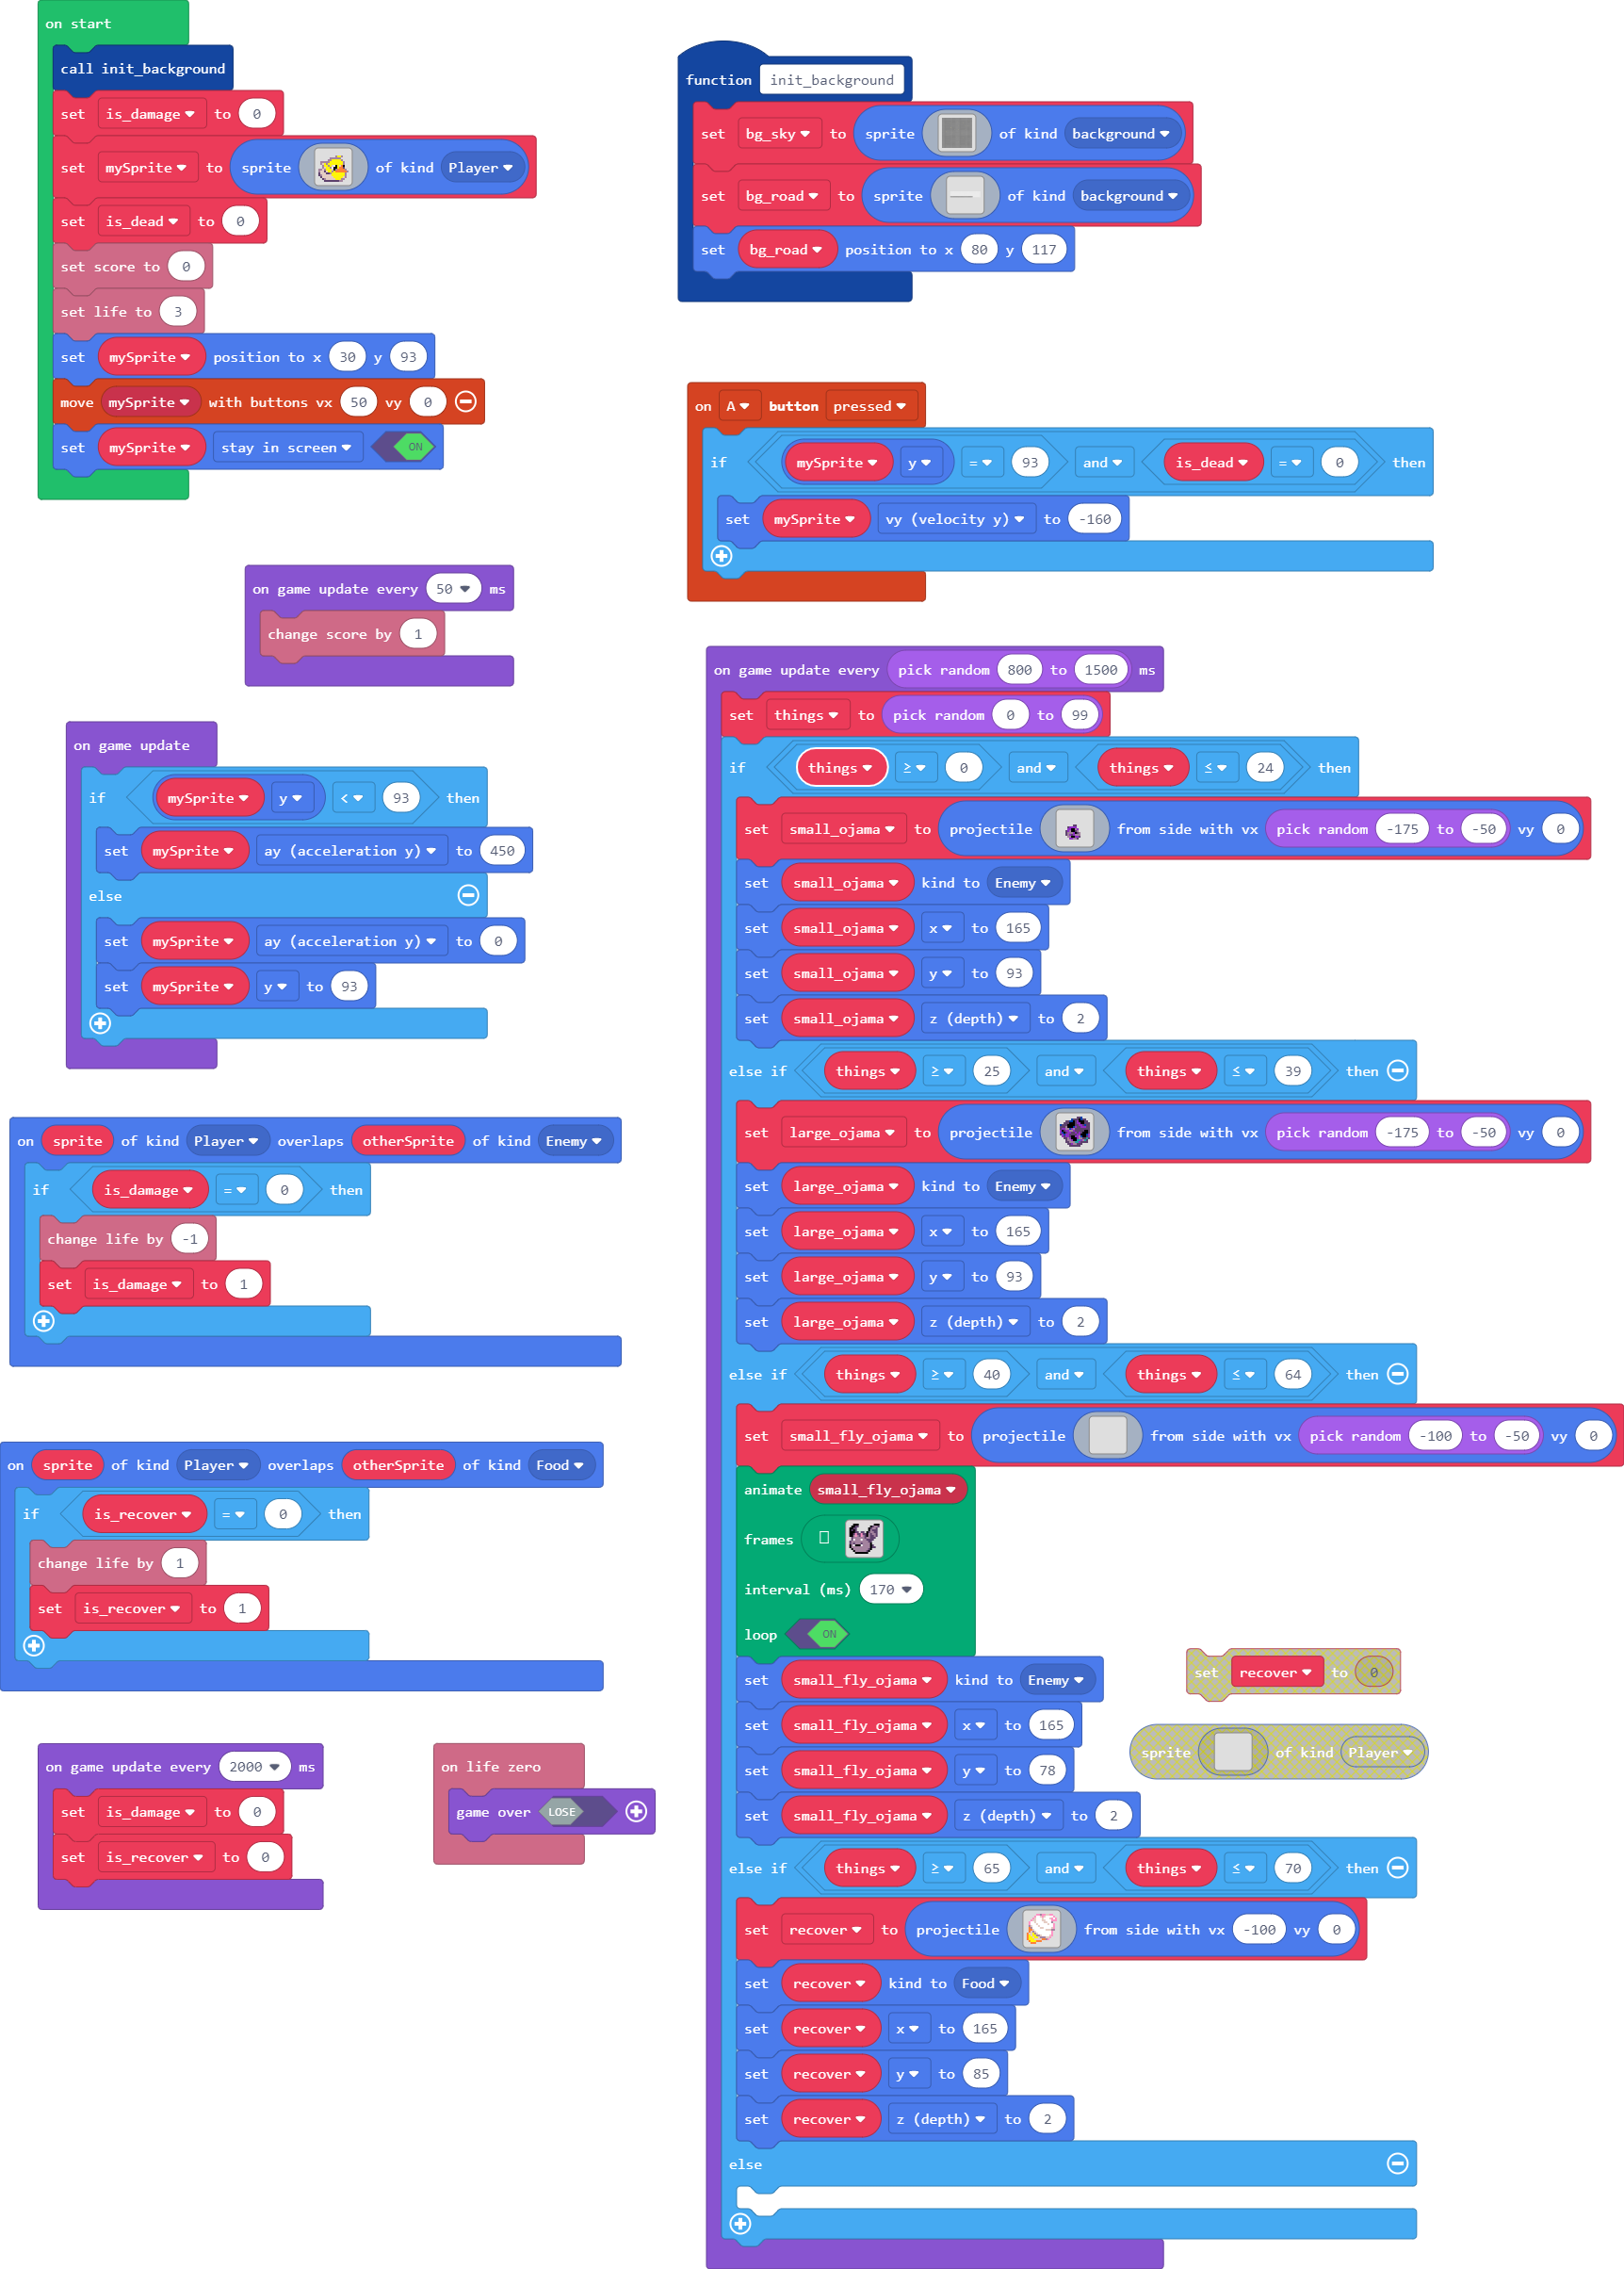 on start
call init_background
set is_damage to 0
set mySprite to sprite of kind Player
set is_dead to 0
set score to 0
set life to 3
set mySprite position to x 30 y 93
move mySprite with buttons vx 50 vy 0
set mySprite stay in screen ON
function init_background
set bg_sky to sprite of kind background
set bg_road to sprite of kind background
set bg_road position to x 80 y 117
on A button pressed
if mySprite y = 93 and is_dead = 0 then
set mySprite vy (velocity y) to -160
on game update every 50 ms
change score by 1
on game update
if mySprite y < 93 then
set mySprite ay (acceleration y) to 450
else
set mySprite ay (acceleration y) to 0
set mySprite y to 93
on sprite of kind Player overlaps otherSprite of kind Enemy
if is_damage = 0 then
change life by -1
set is_damage to 1
on sprite of kind Player overlaps otherSprite of kind Food
if is_recover = 0 then
change life by 1
set is_recover to 1
on game update every 2000 ms
set is_damage to 0
set is_recover to 0
on life zero
game over LOSE
on game update every pick random 800 to 1500 ms
set things to pick random 0 to 99
if things ≥ 0 and things ≤ 24 then
set small_ojama to projectile from side with vx pick random -175 to -50 vy 0
set small_ojama kind to Enemy
set small_ojama x to 165
set small_ojama y to 93
set small_ojama z (depth) to 2
else if things ≥ 25 and things ≤ 39 then
set large_ojama to projectile from side with vx pick random -175 to -50 vy 0
set large_ojama kind to Enemy
set large_ojama x to 165
set large_ojama y to 93
set large_ojama z (depth) to 2
else if things ≥ 40 and things ≤ 64 then
set small_fly_ojama to projectile from side with vx pick random -100 to -50 vy 0
animate small_fly_ojama
frames
interval (ms) 170
loop ON
set small_fly_ojama kind to Enemy
set small_fly_ojama x to 165
set small_fly_ojama y to 78
set small_fly_ojama z (depth) to 2
else if things ≥ 65 and things ≤ 70 then
set recover to projectile from side with vx -100 vy 0
set recover kind to Food
set recover x to 165
set recover y to 85
set recover z (depth) to 2
else
set recover to 0
sprite of kind Player